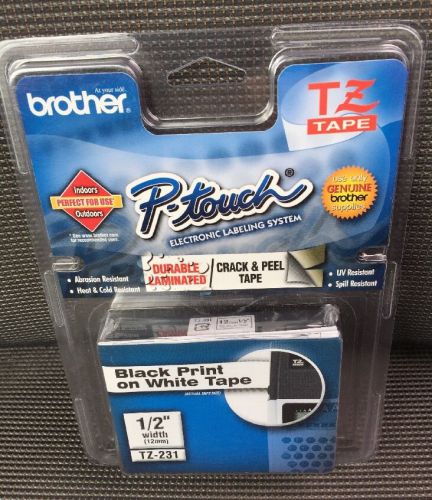 At your side.
brother®
TZ
TAPE
Indoors
PERFECT FOR USE
Outdoors
P-touch®
ELECTRONIC LABELING SYSTEM
use only
GENUINE
brother
supplies
DURABLE
LAMINATED
CRACK & PEEL
TAPE
• Abrasion Resistant
• Heat & Cold Resistant
• UV Resistant
• Spill Resistant
Black Print
on White Tape
TZ
1/2"
width
(12mm)
TZ-231